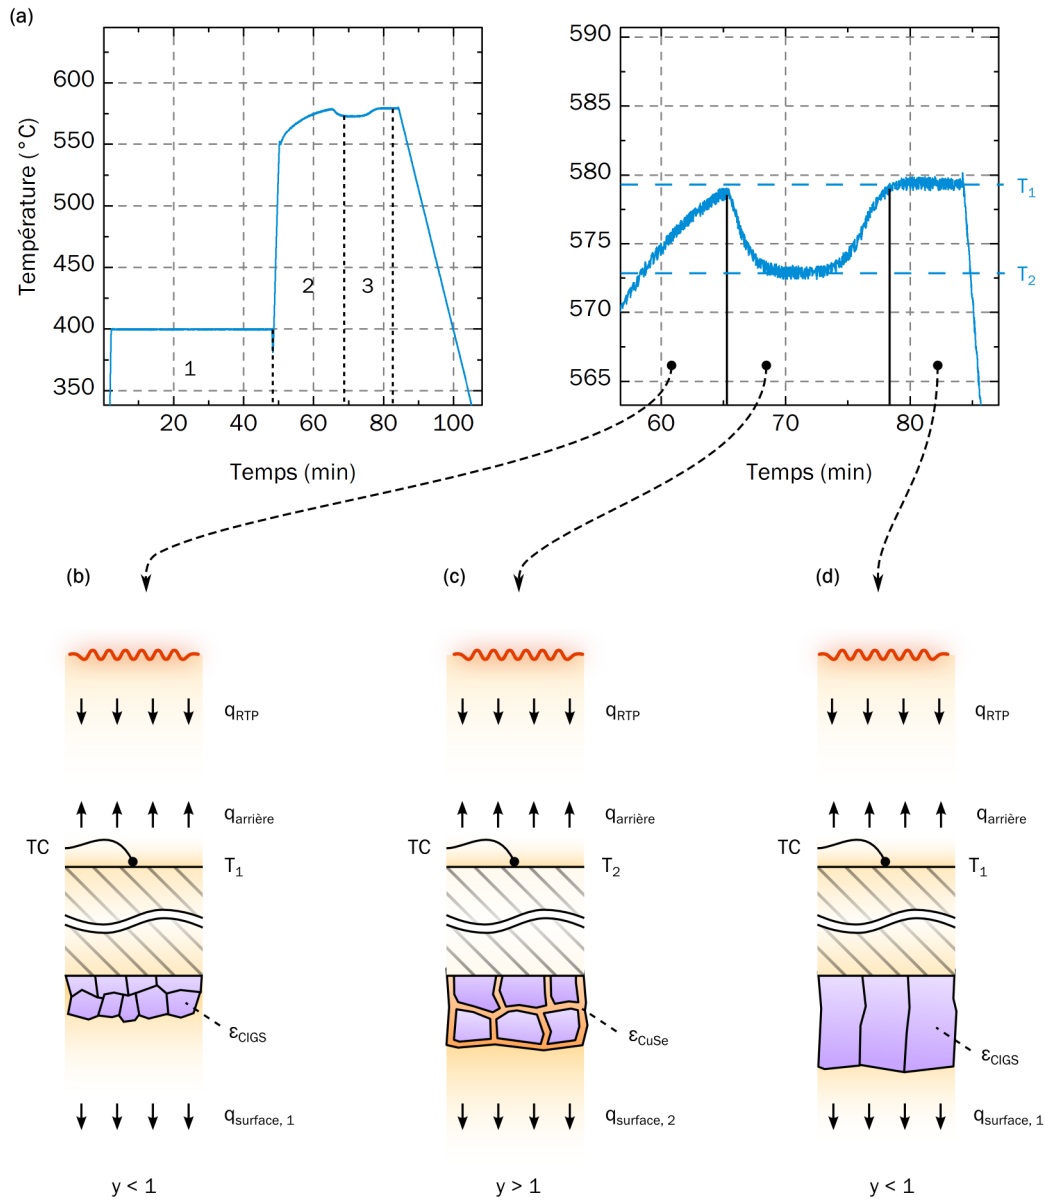 (a)
Température (°C)
600
550
500
450
400
350
1
2
3
20
40
60
80
100
Temps (min)
590
585
580
575
570
565
T1
T2
60
70
80
Temps (min)
(b)
(c)
(d)
qRTP
qRTP
qRTP
qarrière
qarrière
qarrière
TC
T1
TC
T2
TC
T1
εCIGS
εCuSe
εCIGS
qsurface, 1
qsurface, 2
qsurface, 1
y < 1
y > 1
y < 1